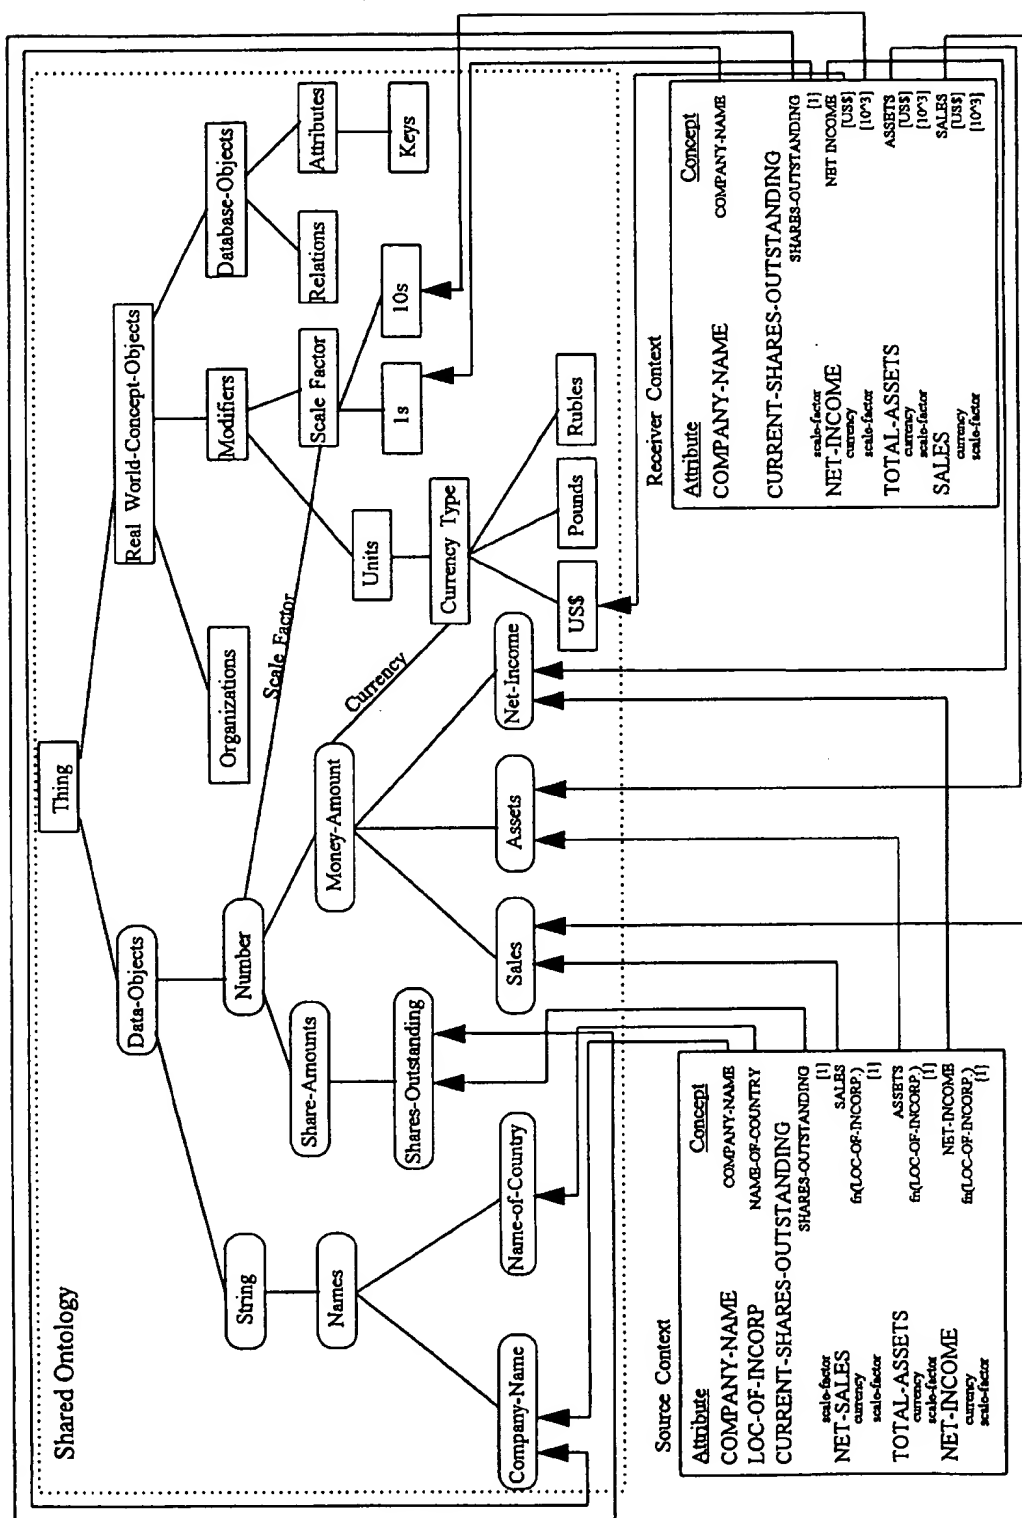 Shared Ontology
Thing
Data-Objects
Real World-Concept-Objects
String
Number
Organizations
Modifiers
Database-Objects
Scale Factor
Names
Share-Amounts
Money-Amount
Currency
Units
Scale Factor
Relations
Attributes
Shares-Outstanding
Currency Type
1s
10s
Keys
Company-Name
Name-of-Country
Sales
Assets
Net-Income
US$
Pounds
Rubles
Source Context
Attribute
Concept
COMPANY-NAME
COMPANY-NAME
LOC-OF-INCORP
NAME-OF-COUNTRY
CURRENT-SHARES-OUTSTANDING
SHARES-OUTSTANDING
scale-factor
[1]
NET-SALES
SALES
currency
fn(LOC-OF-INCORP.)
scale-factor
[1]
TOTAL-ASSETS
ASSETS
currency
fn(LOC-OF-INCORP.)
scale-factor
[1]
NET-INCOME
NET-INCOME
currency
fn(LOC-OF-INCORP.)
scale-factor
[1]
Receiver Context
Attribute
Concept
COMPANY-NAME
COMPANY-NAME
CURRENT-SHARES-OUTSTANDING
SHARES-OUTSTANDING
scale-factor
[1]
NET-INCOME
NET INCOME
currency
[US$]
scale-factor
[10^3]
TOTAL-ASSETS
ASSETS
currency
[US$]
scale-factor
[10^3]
SALES
SALES
currency
[US$]
scale-factor
[10^3]